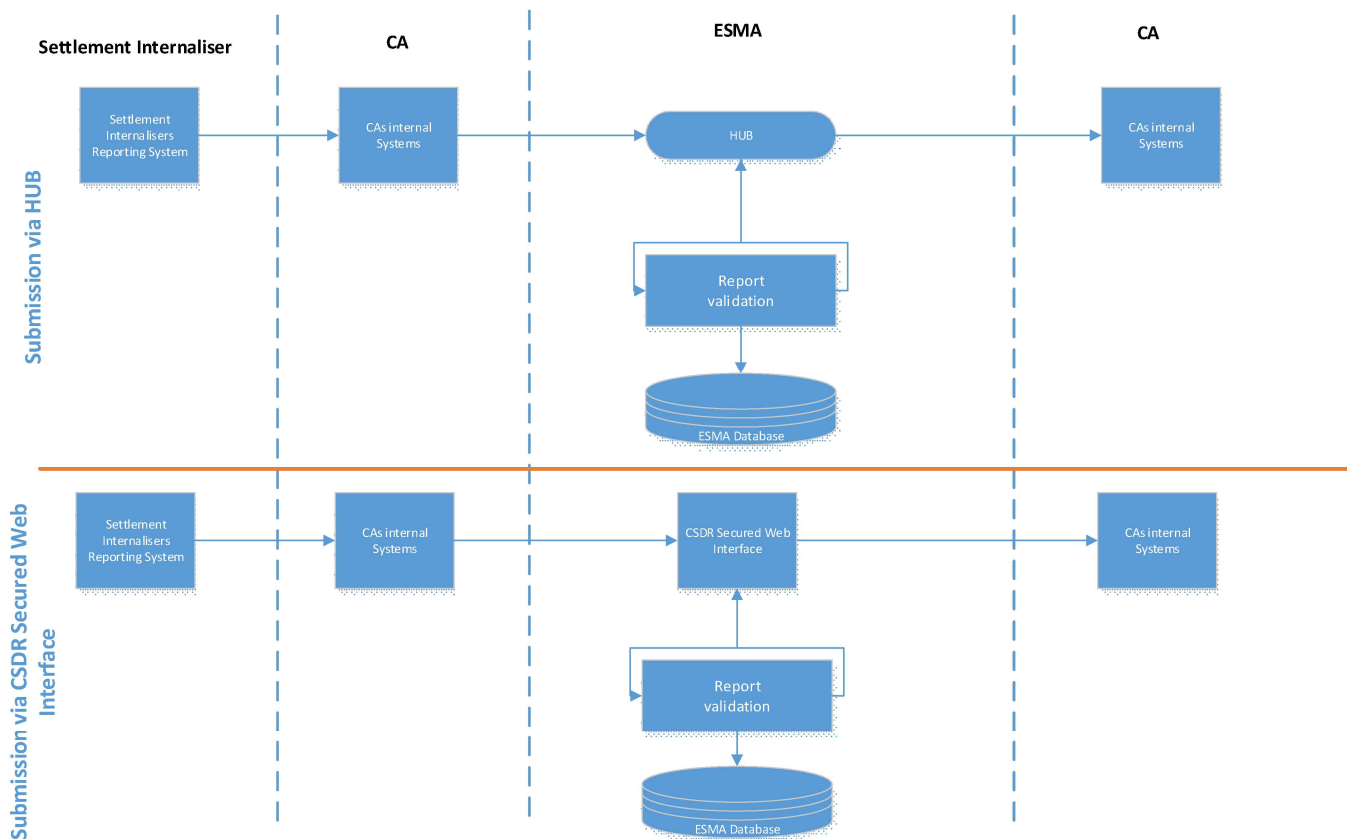 Settlement Internaliser
CA
ESMA
CA
Submission via HUB
Settlement
Internalisers
Reporting System
CAs internal
Systems
HUB
CAs internal
Systems
Report
validation
ESMA Database
Submission via CSDR Secured Web
Interface
Settlement
Internalisers
Reporting System
CAs internal
Systems
CSDR Secured Web
Interface
CAs internal
Systems
Report
validation
ESMA Database